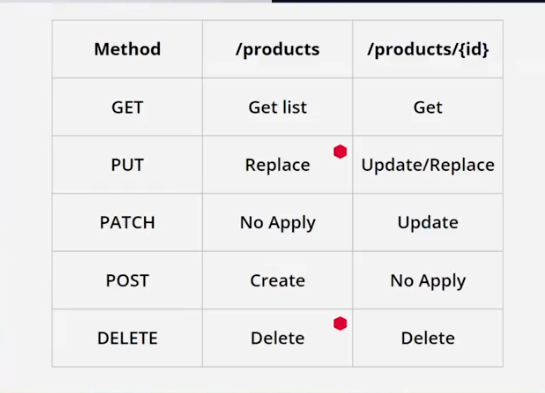 Method /products /products/{id}
GET Get list Get
PUT Replace Update/Replace
PATCH No Apply Update
POST Create No Apply
DELETE Delete Delete